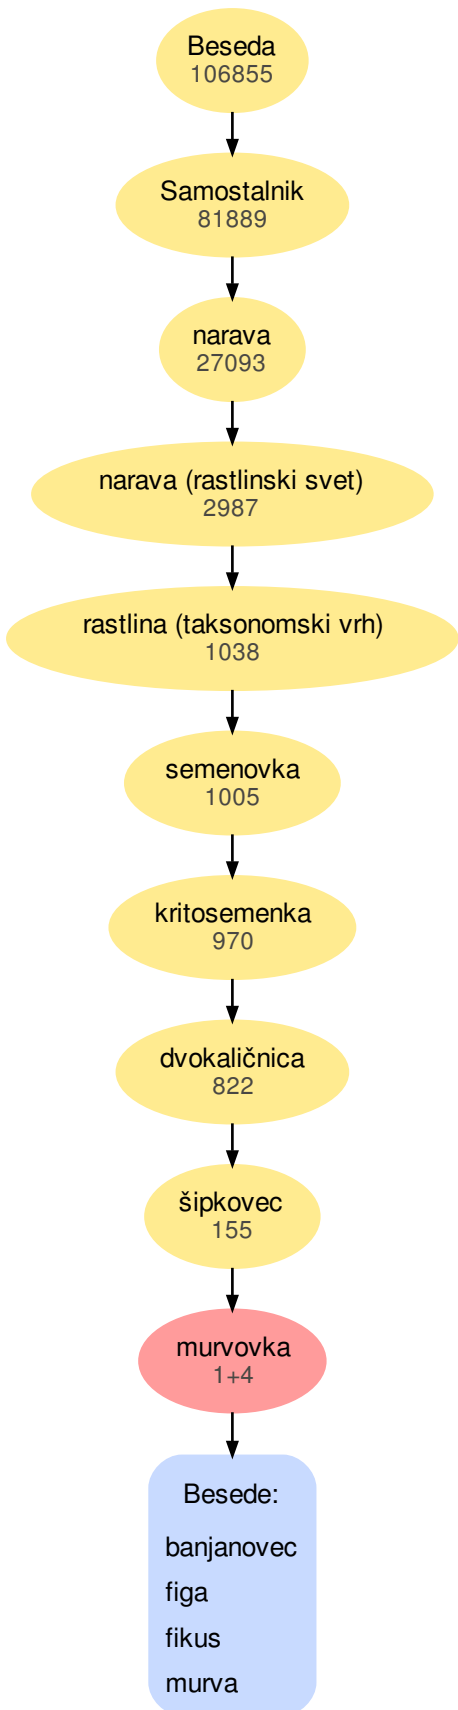 Beseda
106855
Samostalnik
81889
narava
27093
narava (rastlinski svet)
2987
rastlina (taksonomski vrh)
1038
semenovka
1005
kritosemenka
970
dvokaličnica
822
šipkovec
155
murvovka
1+4
Besede:
banjanovec
figa
fikus
murva